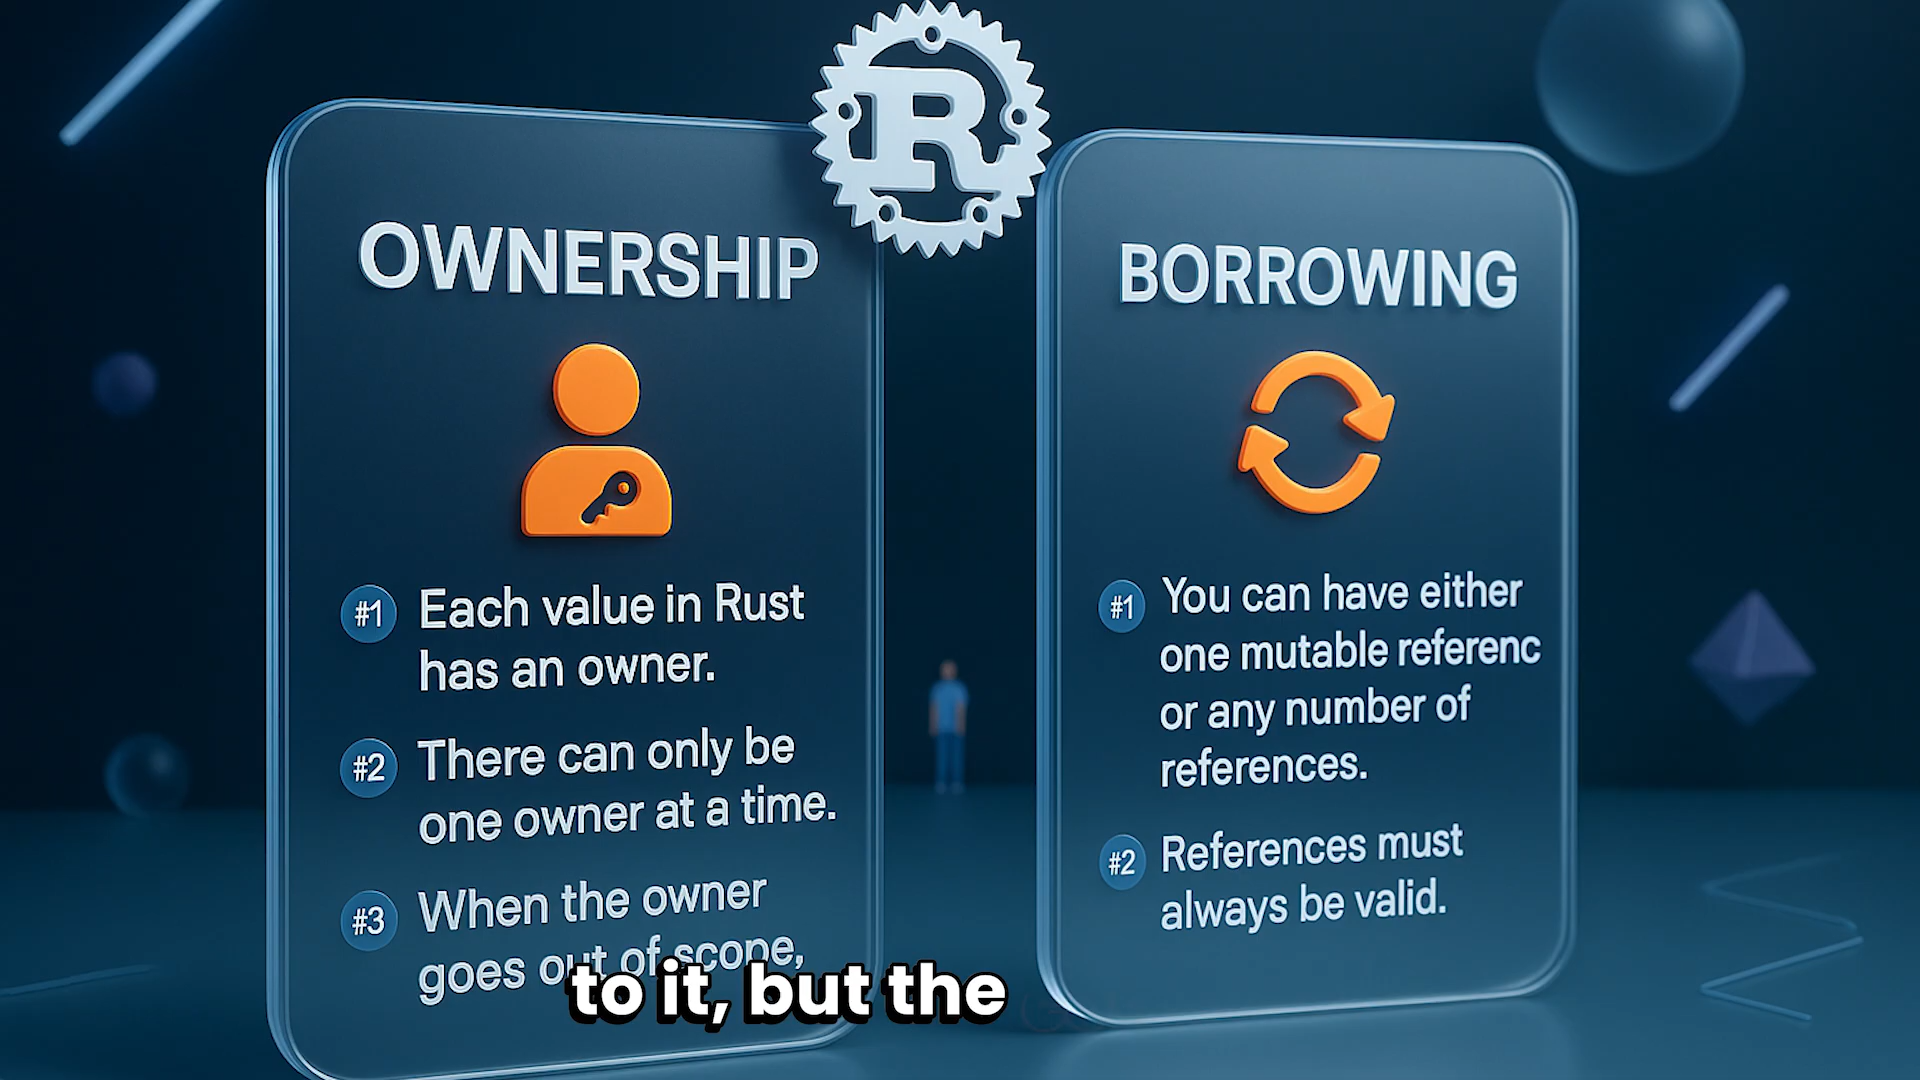 R
OWNERSHIP
#1 Each value in Rust
has an owner.
#2 There can only be
one owner at a time.
#3 When the owner
goes out of scope,
BORROWING
#1 You can have either
one mutable referenc
or any number of
references.
#2 References must
always be valid.
to it, but the